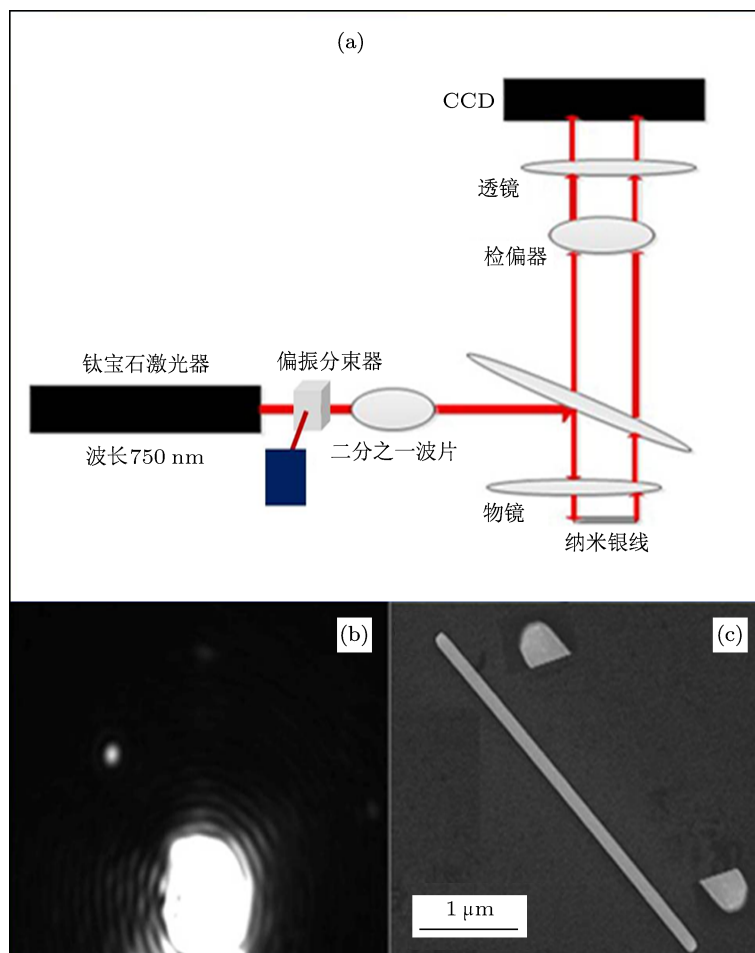 (a)
CCD
透镜
检偏器
钛宝石激光器
偏振分束器
波长750 nm
二分之一波片
物镜
纳米银线
(b)
(c)
1 μm